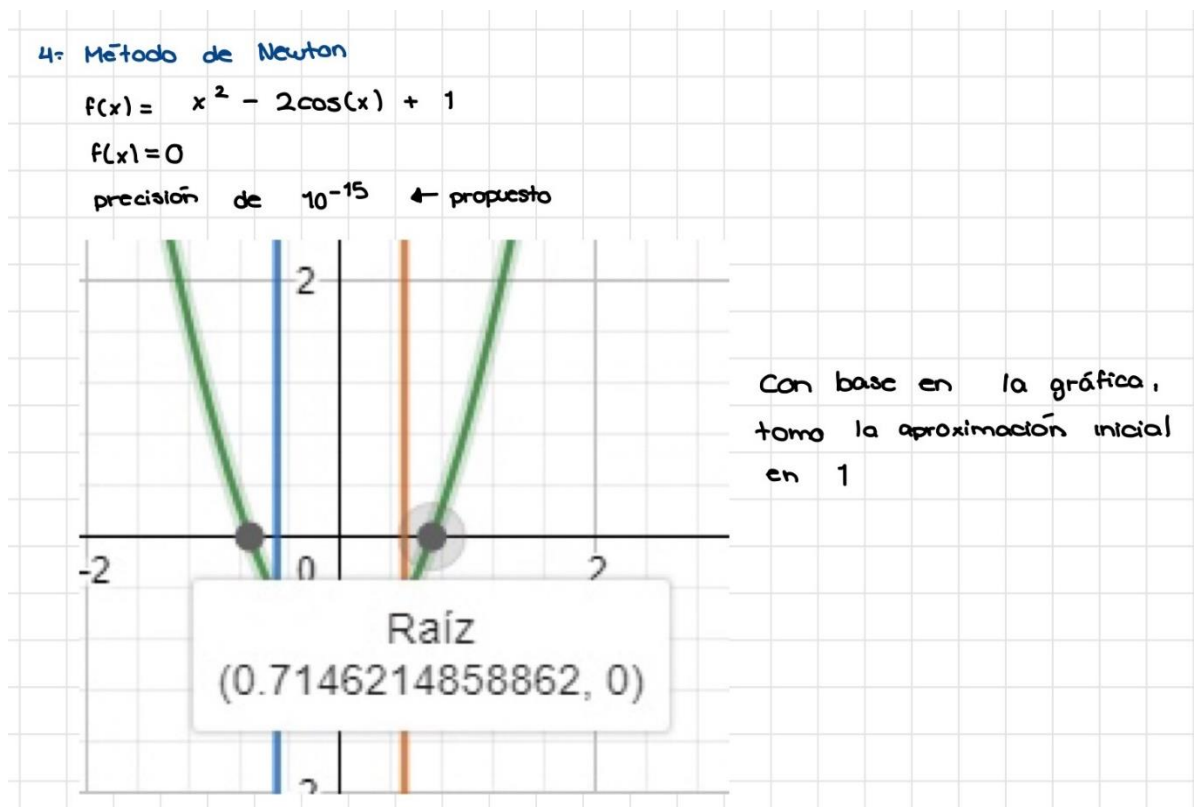 4= Método de Newton
f(x) = x² - 2cos(x) + 1
f(x) = 0
precisión de 10⁻¹⁵ ← propuesto
2
-2 0 2
Raíz
(0.7146214858862, 0)
Con base en la gráfica,
tomo la aproximación inicial
en 1